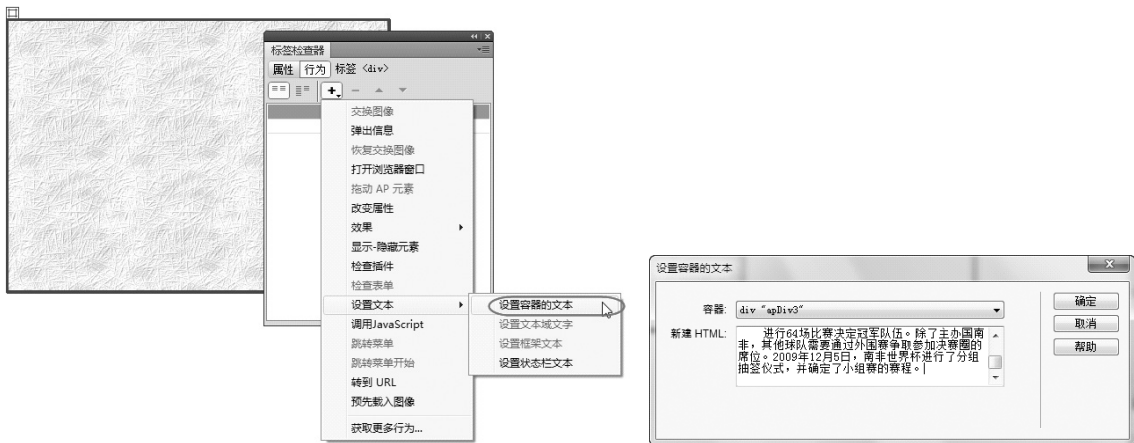 标签检查器
属性 行为 标签 <div>
交换图像
弹出信息
恢复交换图像
打开浏览器窗口
拖动 AP 元素
改变属性
效果
显示-隐藏元素
检查插件
检查表单
设置文本
调用JavaScript
跳转菜单
跳转菜单开始
转到 URL
预先载入图像
获取更多行为...
设置容器的文本
设置文本域文字
设置框架文本
设置状态栏文本
设置容器的文本
容器: div "apDiv3"
新建 HTML: 进行64场比赛决定冠军队伍。除了主办国南
非，其他球队需要通过外围赛争取参加决赛圈的
席位。2009年12月5日，南非世界杯进行了分组
抽签仪式，并确定了小组赛的赛程。
确定
取消
帮助